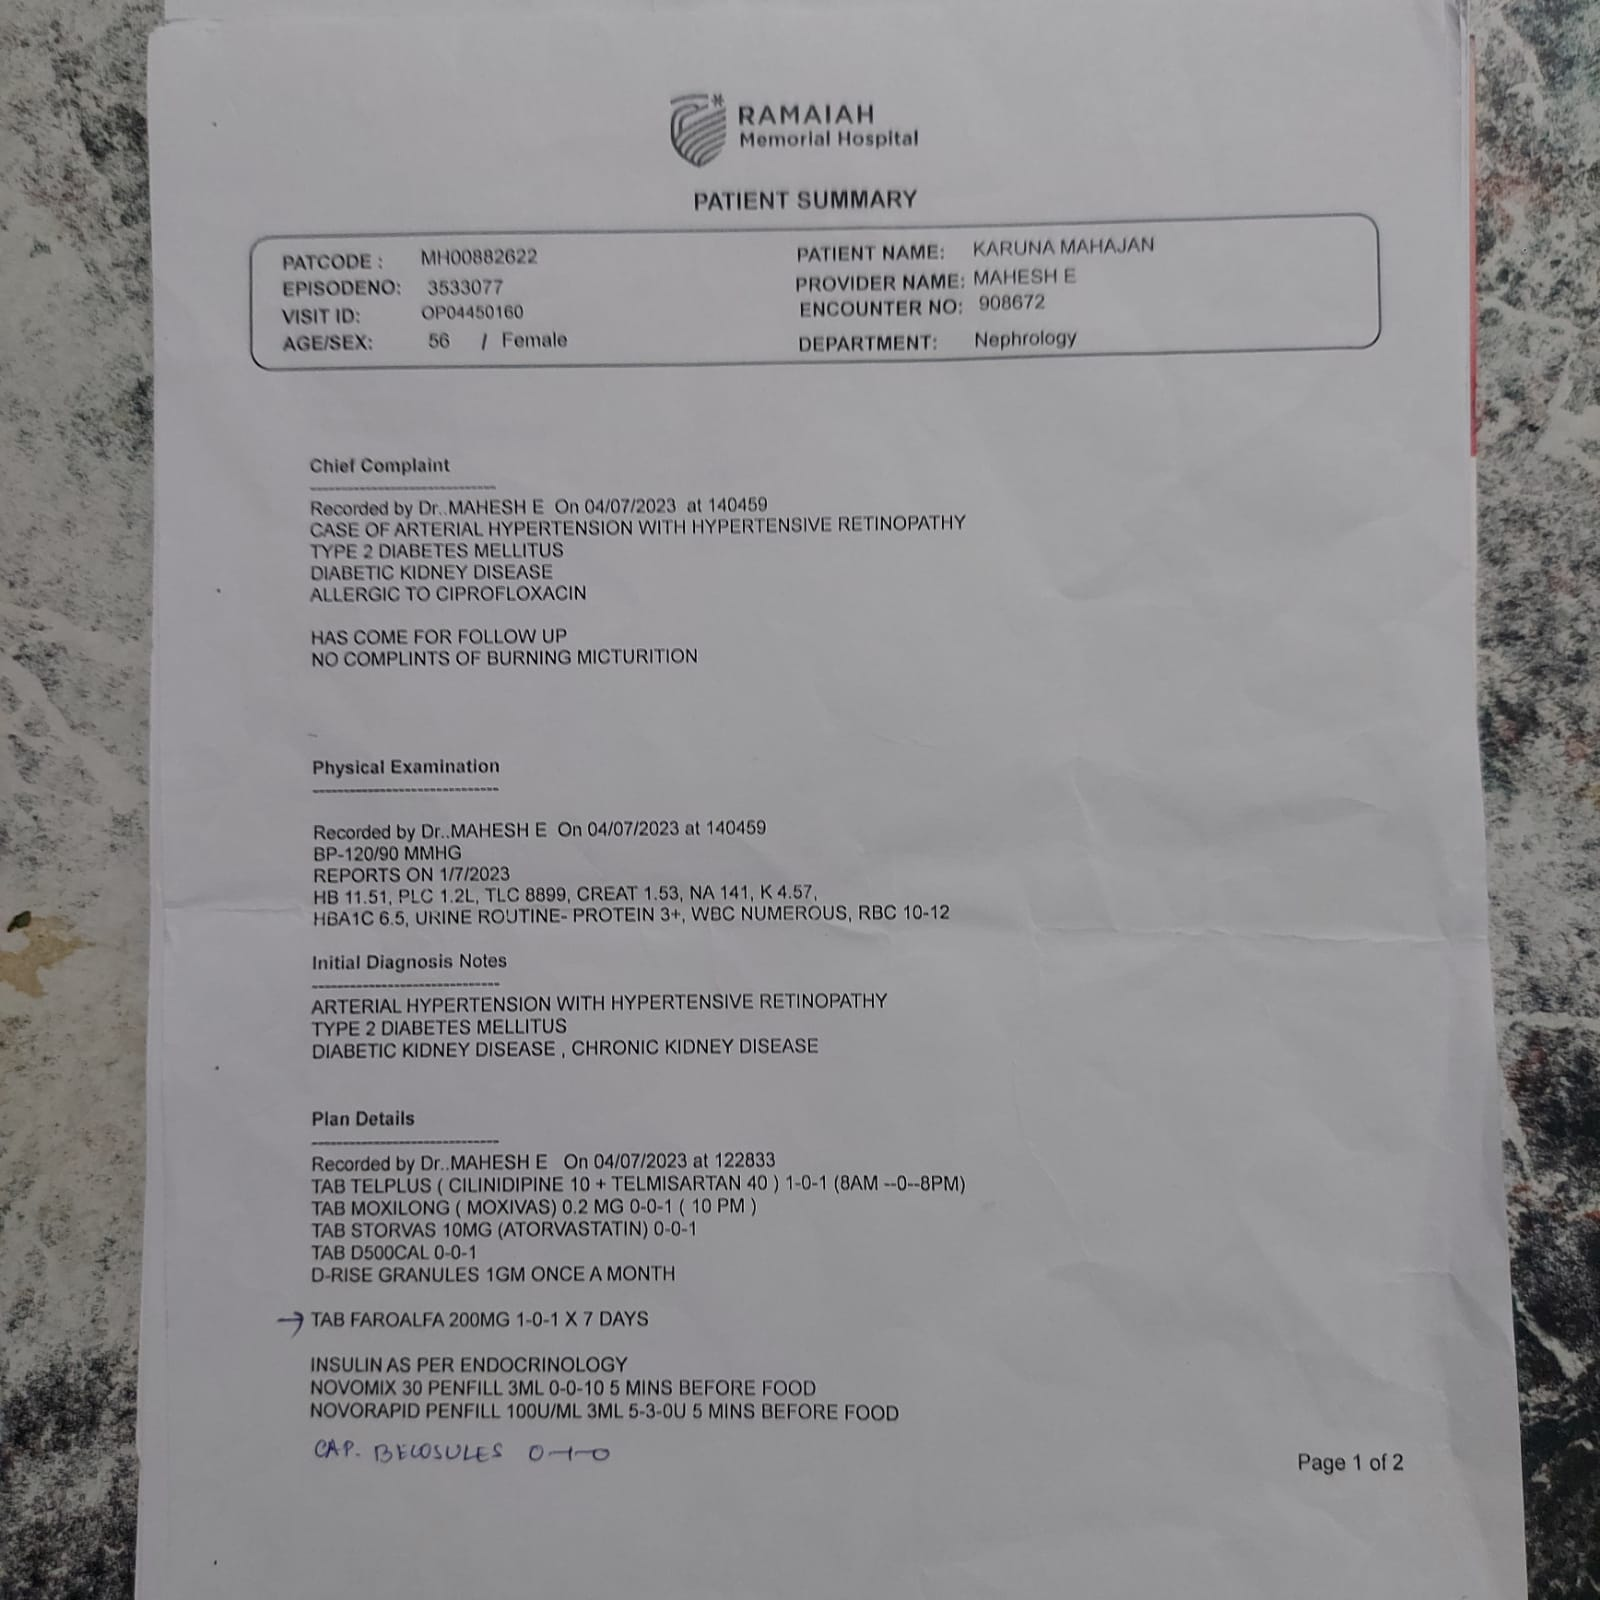 RAMAIAH
Memorial Hospital
PATIENT SUMMARY
PATCODE : MH00882622 PATIENT NAME: KARUNA MAHAJAN
EPISODENO: 3533077 PROVIDER NAME: MAHESH E
VISIT ID: OP04450160 ENCOUNTER NO: 908672
AGE/SEX: 56 / Female DEPARTMENT: Nephrology
Chief Complaint
------------------------------
Recorded by Dr..MAHESH E On 04/07/2023 at 140459
CASE OF ARTERIAL HYPERTENSION WITH HYPERTENSIVE RETINOPATHY
TYPE 2 DIABETES MELLITUS
DIABETIC KIDNEY DISEASE
ALLERGIC TO CIPROFLOXACIN
HAS COME FOR FOLLOW UP
NO COMPLINTS OF BURNING MICTURITION
Physical Examination
------------------------------
Recorded by Dr..MAHESH E On 04/07/2023 at 140459
BP-120/90 MMHG
REPORTS ON 1/7/2023
HB 11.51, PLC 1.2L, TLC 8899, CREAT 1.53, NA 141, K 4.57,
HBA1C 6.5, URINE ROUTINE- PROTEIN 3+, WBC NUMEROUS, RBC 10-12
Initial Diagnosis Notes
------------------------------
ARTERIAL HYPERTENSION WITH HYPERTENSIVE RETINOPATHY
TYPE 2 DIABETES MELLITUS
DIABETIC KIDNEY DISEASE , CHRONIC KIDNEY DISEASE
Plan Details
------------------------------
Recorded by Dr..MAHESH E On 04/07/2023 at 122833
TAB TELPLUS ( CILINIDIPINE 10 + TELMISARTAN 40 ) 1-0-1 (8AM --0--8PM)
TAB MOXILONG ( MOXIVAS) 0.2 MG 0-0-1 ( 10 PM )
TAB STORVAS 10MG (ATORVASTATIN) 0-0-1
TAB D500CAL 0-0-1
D-RISE GRANULES 1GM ONCE A MONTH
→ TAB FAROALFA 200MG 1-0-1 X 7 DAYS
INSULIN AS PER ENDOCRINOLOGY
NOVOMIX 30 PENFILL 3ML 0-0-10 5 MINS BEFORE FOOD
NOVORAPID PENFILL 100U/ML 3ML 5-3-0U 5 MINS BEFORE FOOD
CAP. BECOSULES 0-1-0
Page 1 of 2